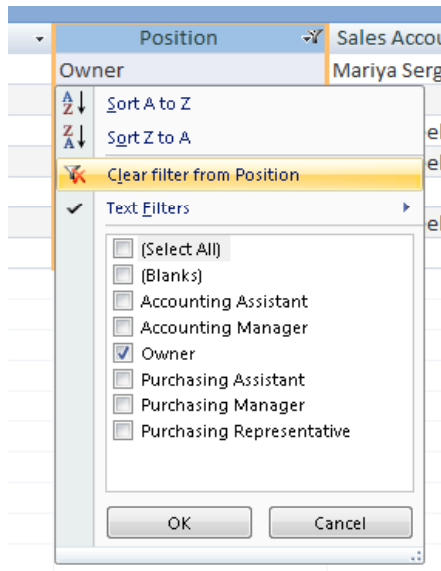 Position Sales Accou
Owner Mariya Serg
Sort A to Z
Sort Z to A
Clear filter from Position
Text Filters
(Select All)
(Blanks)
Accounting Assistant
Accounting Manager
Owner
Purchasing Assistant
Purchasing Manager
Purchasing Representative
OK Cancel